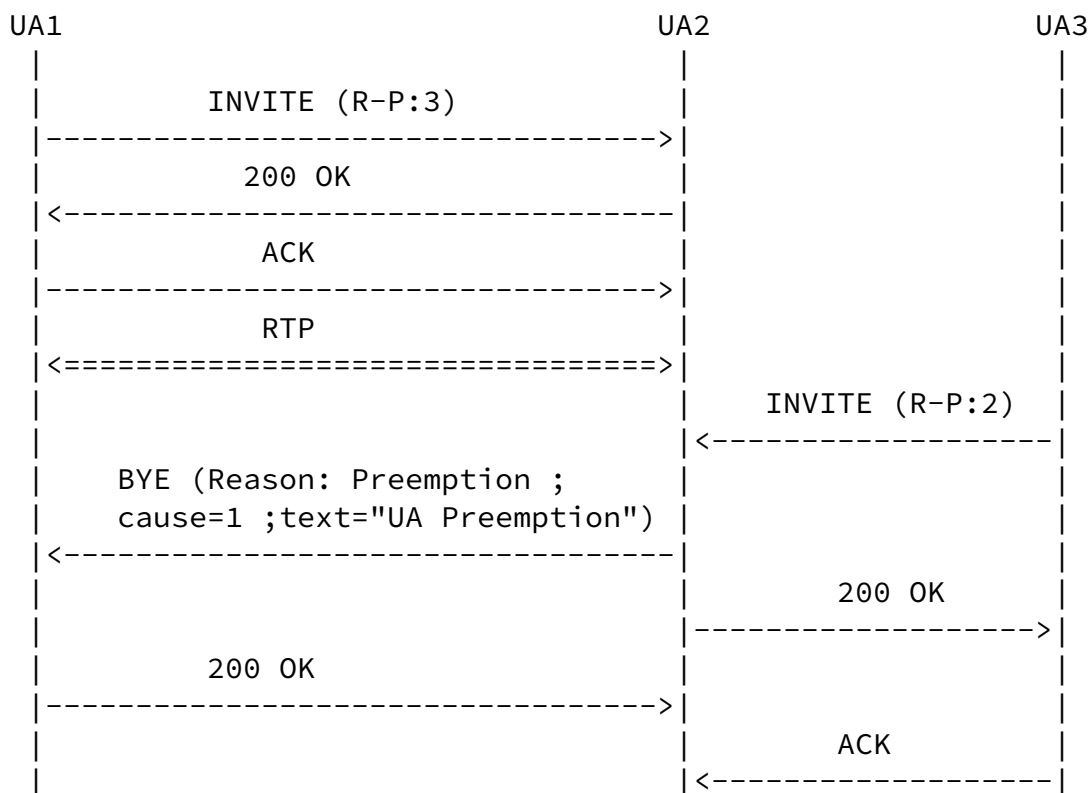 UA1 UA2 UA3
INVITE (R-P:3)
200 OK
ACK
RTP
INVITE (R-P:2)
BYE (Reason: Preemption ;
cause=1 ;text="UA Preemption")
200 OK
200 OK
ACK